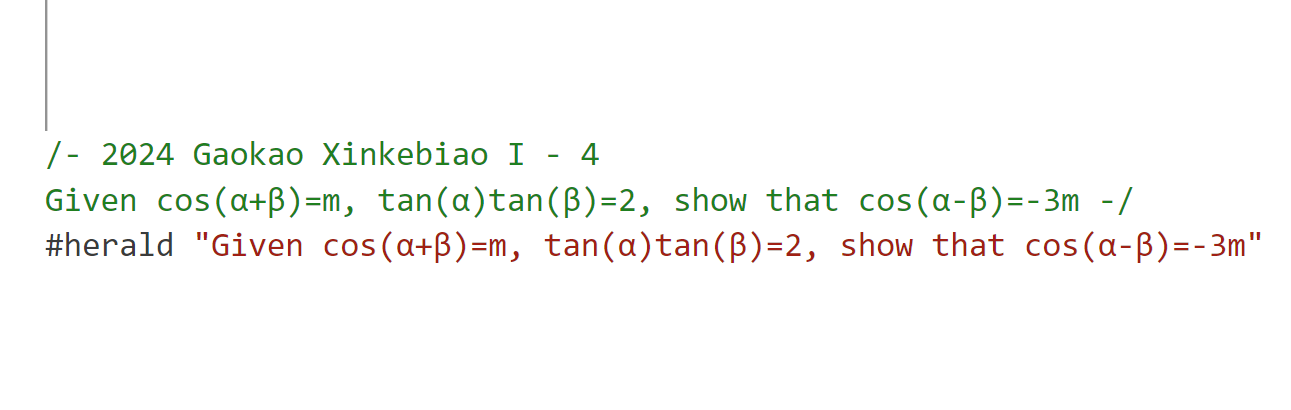 /- 2024 Gaokao Xinkebiao I - 4
Given cos(α+β)=m, tan(α)tan(β)=2, show that cos(α-β)=-3m -/
#herald "Given cos(α+β)=m, tan(α)tan(β)=2, show that cos(α-β)=-3m"